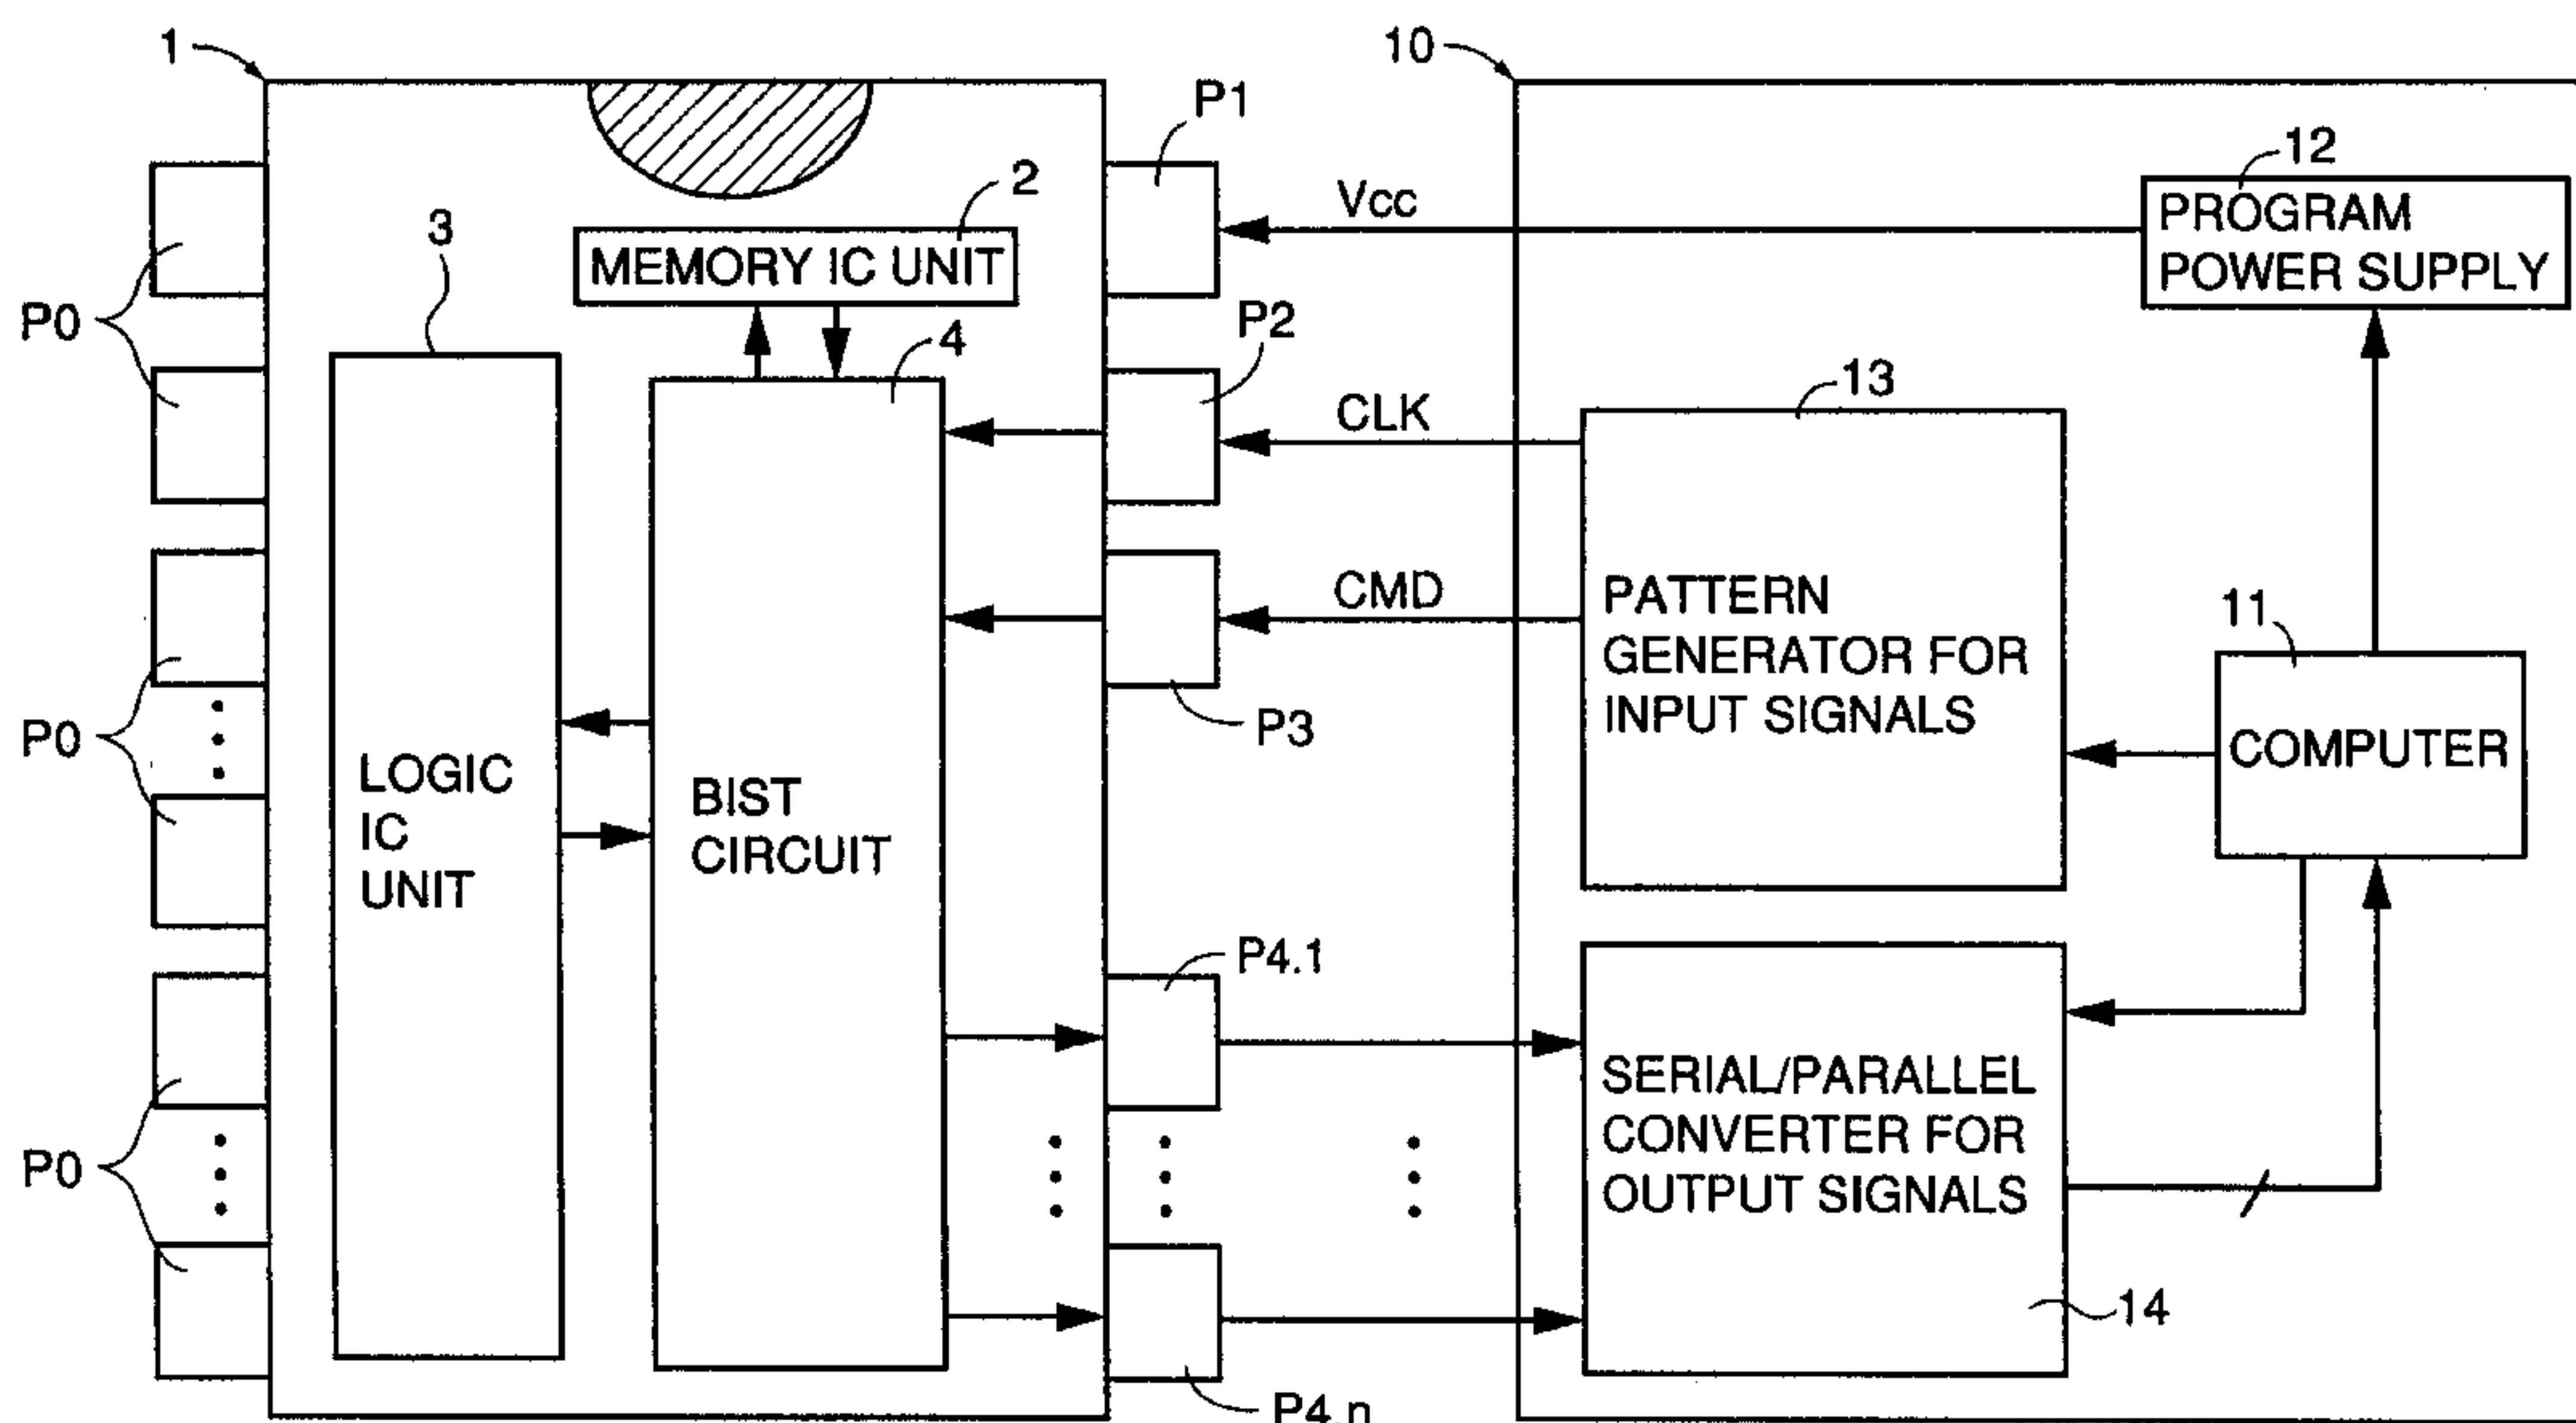 1
10
P1
2
12
Vcc
PROGRAM
POWER SUPPLY
3
MEMORY IC UNIT
P0
P2
4
13
CLK
CMD
PATTERN
GENERATOR FOR
INPUT SIGNALS
11
COMPUTER
P3
P0
LOGIC
IC
UNIT
BIST
CIRCUIT
P4.1
SERIAL/PARALLEL
CONVERTER FOR
OUTPUT SIGNALS
P0
14
P4.n